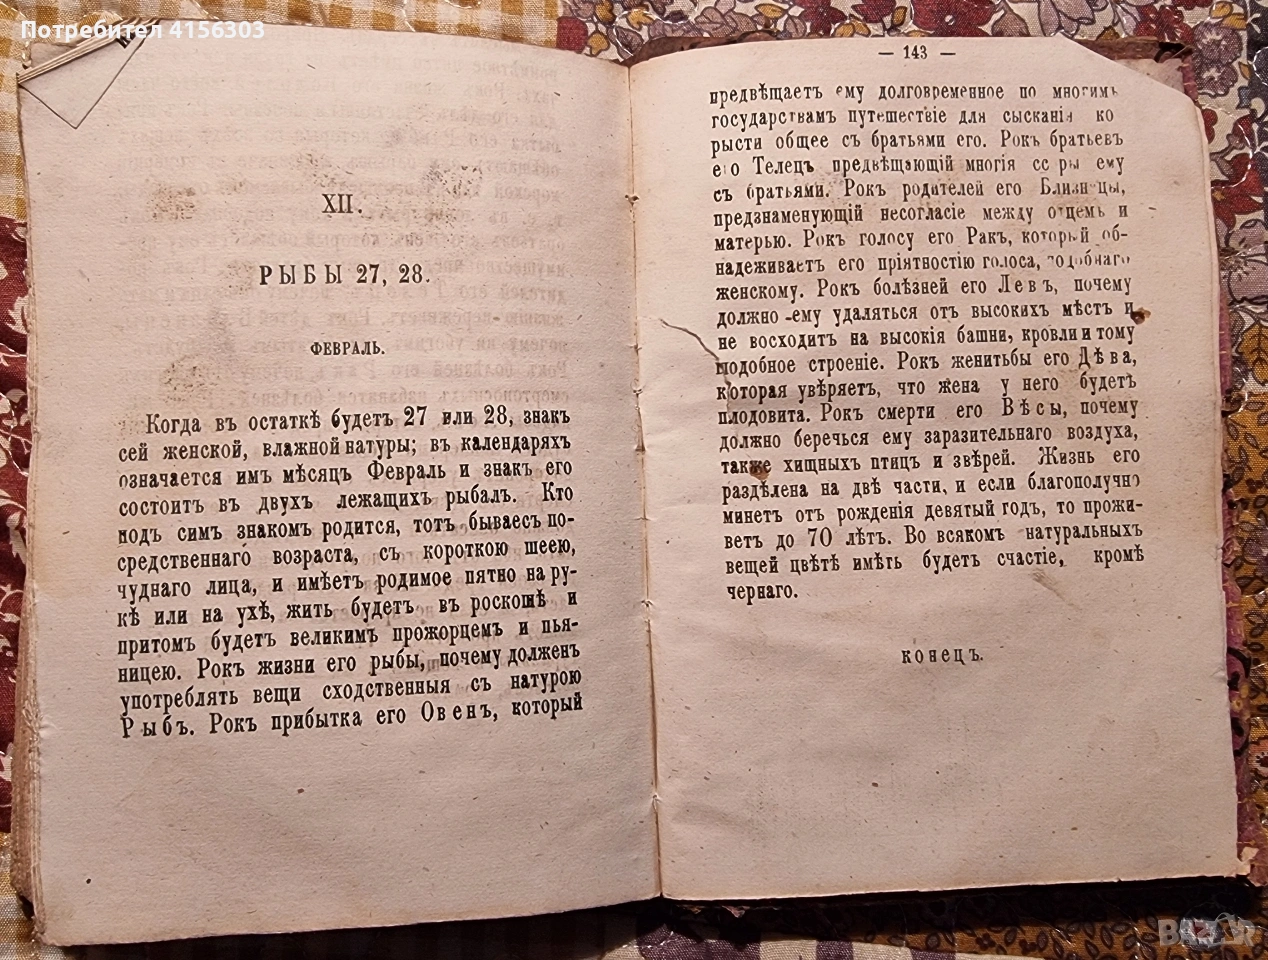 Потребител 4156303
XII.
РЫБЫ 27, 28.
ФЕВРАЛЬ.
Когда въ остаткѣ будетъ 27 или 28, знакъ
сей женской, влажной натуры; въ календаряхъ
означается имъ мѣсяцъ Февраль и знакъ его
состоитъ въ двухъ лежащихъ рыбалъ. Кто
подъ симъ знакомъ родится, тотъ бываесъ по-
средственнаго возраста, съ короткою шеею,
чуднаго лица, и имѣетъ родимое пятно на ру-
кѣ или на ухѣ, жить будетъ въ роскошѣ и
притомъ будетъ великимъ прожорцемъ и пья-
ницею. Рокъ жизни его рыбы, почему долженъ
употреблять вещи сходственныя съ натурою
Рыбъ. Рокъ прибытка его Овенъ, который
— 143 —
предвѣщаетъ ему долговременное по многимъ
государствамъ путешествіе для сысканія ко
рысти общее съ братьями его. Рокъ братьевъ
его Телецъ предвѣщающій многія ссоры ему
съ братьями. Рокъ родителей его Близнецы,
предзнаменующій несогласіе между отцемъ и
матерью. Рокъ голосу его Ракъ, который об-
надеживаетъ его пріятностію голоса, подобнаго
женскому. Рокъ болѣзней его Левъ, почему
должно ему удаляться отъ высокихъ мѣстъ и
не восходитъ на высокія башни, кровли и тому
подобное строеніе. Рокъ женитьбы его Дѣва,
которая увѣряетъ, что жена у него будетъ
плодовита. Рокъ смерти его Вѣсы, почему
должно беречься ему заразительнаго воздуха,
также хищныхъ птицъ и звѣрей. Жизнь его
раздѣлена на двѣ части, и если благополучно
минетъ отъ рожденія девятый годъ, то прожи-
ветъ до 70 лѣтъ. Во всякомъ натуральныхъ
вещей цвѣтѣ имѣть будетъ счастіе, кромѣ
чернаго.
КОНЕЦЪ.
BAZAR